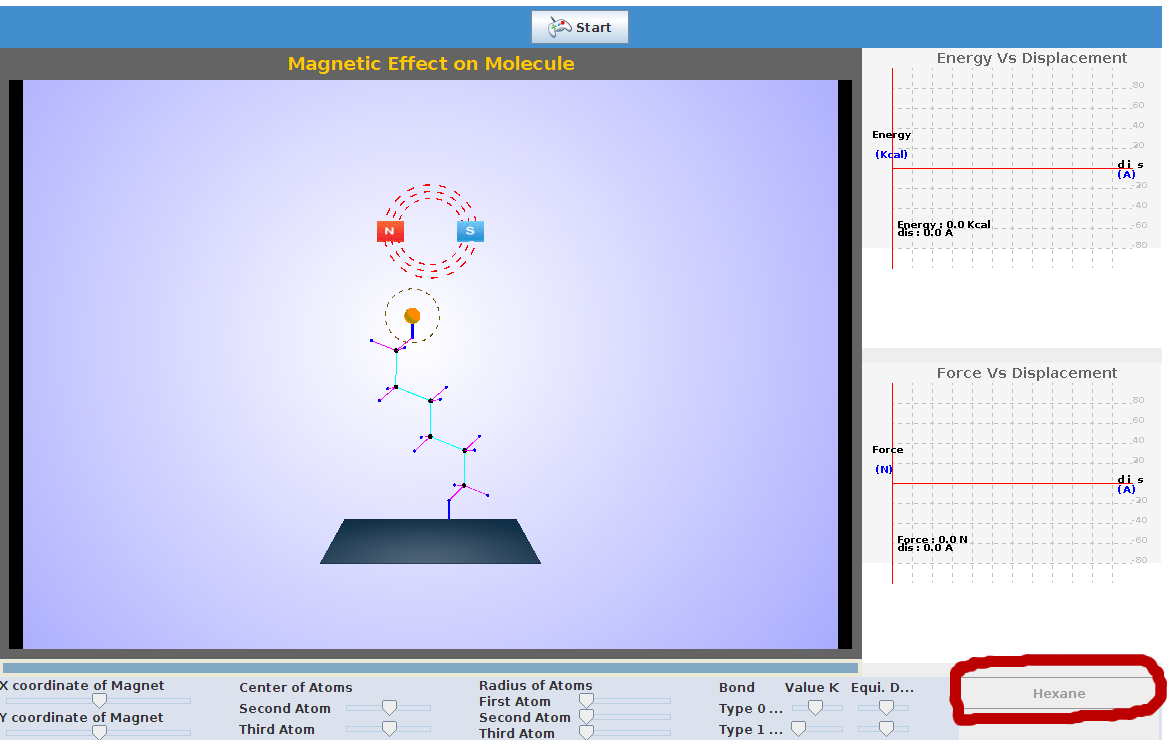 Start
Magnetic Effect on Molecule
N
S
Energy Vs Displacement
80
60
40
Energy
20
(Kcal)
d i s
(A)
-20
-40
Energy : 0.0 Kcal
-60
dis : 0.0 A
-80
Force Vs Displacement
80
60
40
Force
20
(N)
d i s
(A)
-20
-40
Force : 0.0 N
-60
dis : 0.0 A
-80
X coordinate of Magnet
Y coordinate of Magnet
Center of Atoms
Second Atom
Third Atom
Radius of Atoms
First Atom
Second Atom
Third Atom
Bond Value K Equi. D...
Type 0 ...
Type 1 ...
Hexane